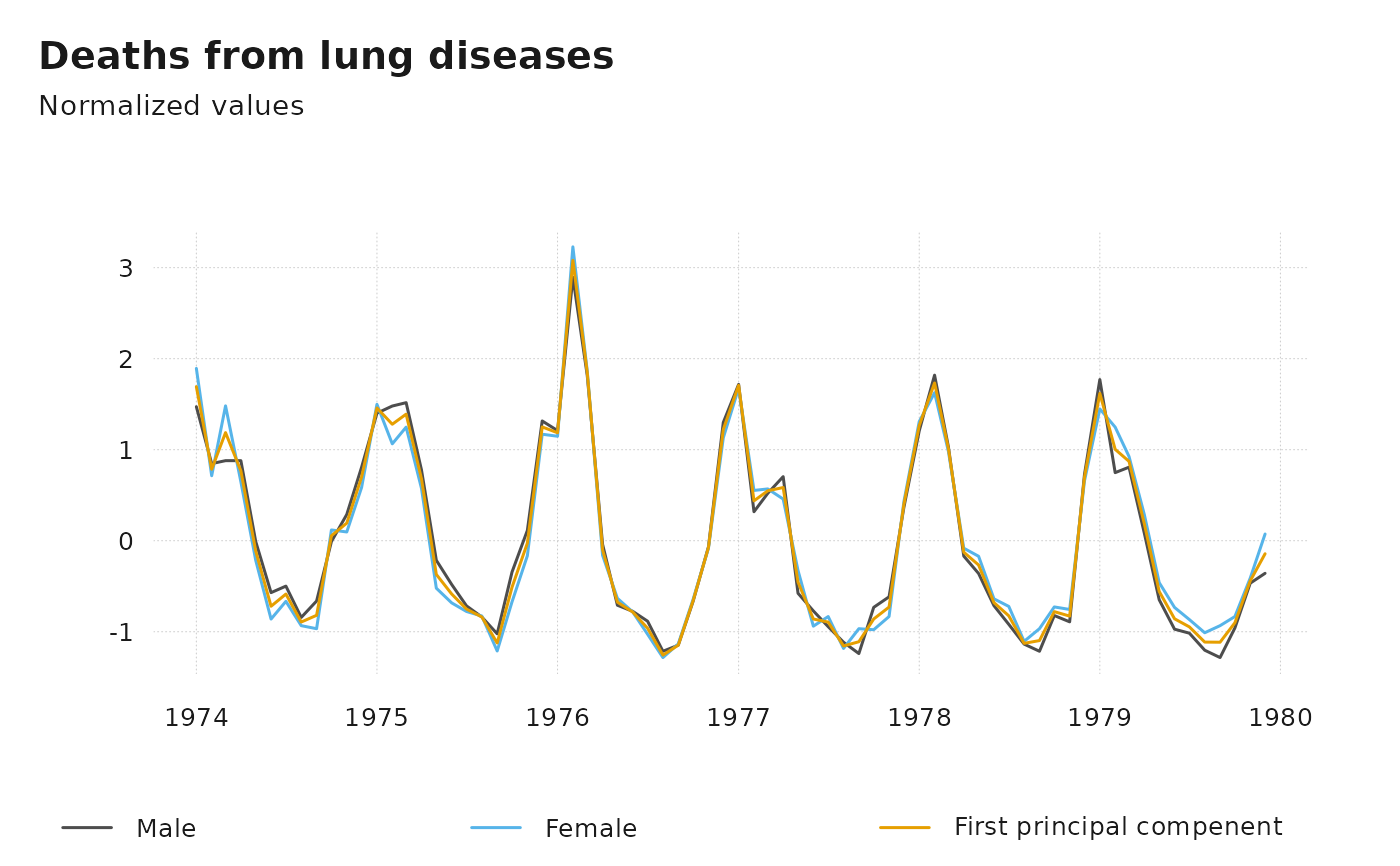 Deaths from lung diseases
Normalized values
3
2
1
0
-1
1974 1975 1976 1977 1978 1979 1980
Male Female First principal compenent